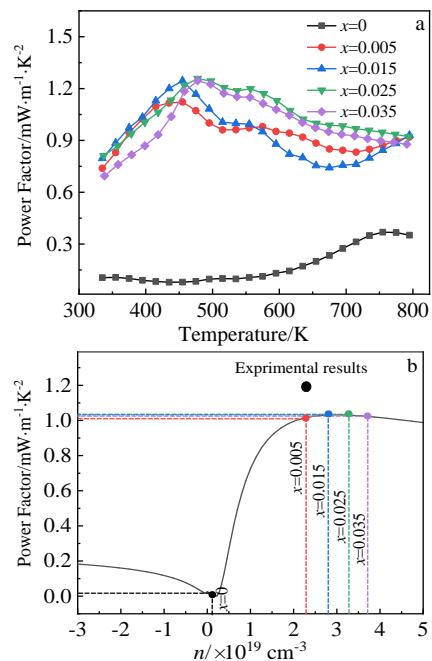 a
x=0
x=0.005
x=0.015
x=0.025
x=0.035
Power Factor/mW·m-1·K-2
1.5
1.2
0.9
0.6
0.3
300 400 500 600 700 800
Temperature/K
b
Exprimental results
Power Factor/mW·m-1·K-2
1.2
1.0
0.8
0.6
0.4
0.2
0.0
x=0
x=0.005
x=0.015
x=0.025
x=0.035
-3 -2 -1 0 1 2 3 4 5
n/×10^19 cm-3